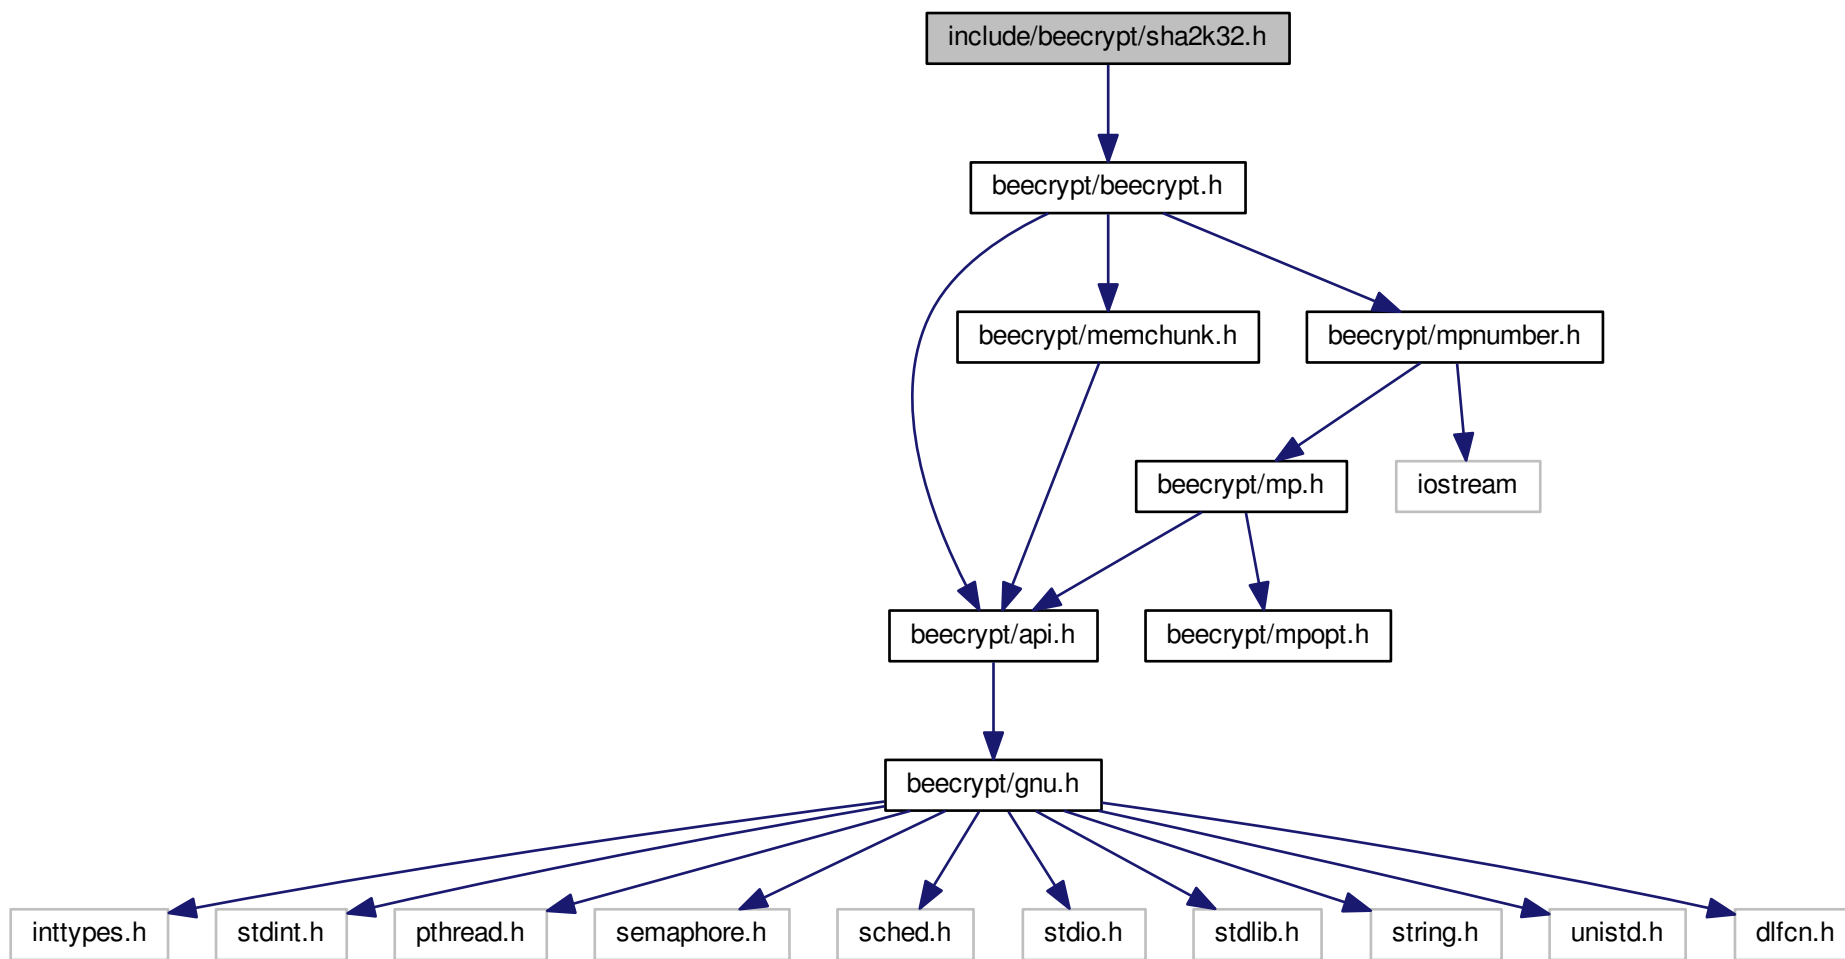 include/beecrypt/sha2k32.h
beecrypt/beecrypt.h
beecrypt/memchunk.h
beecrypt/mpnumber.h
beecrypt/mp.h
iostream
beecrypt/api.h
beecrypt/mpopt.h
beecrypt/gnu.h
inttypes.h
stdint.h
pthread.h
semaphore.h
sched.h
stdio.h
stdlib.h
string.h
unistd.h
dlfcn.h